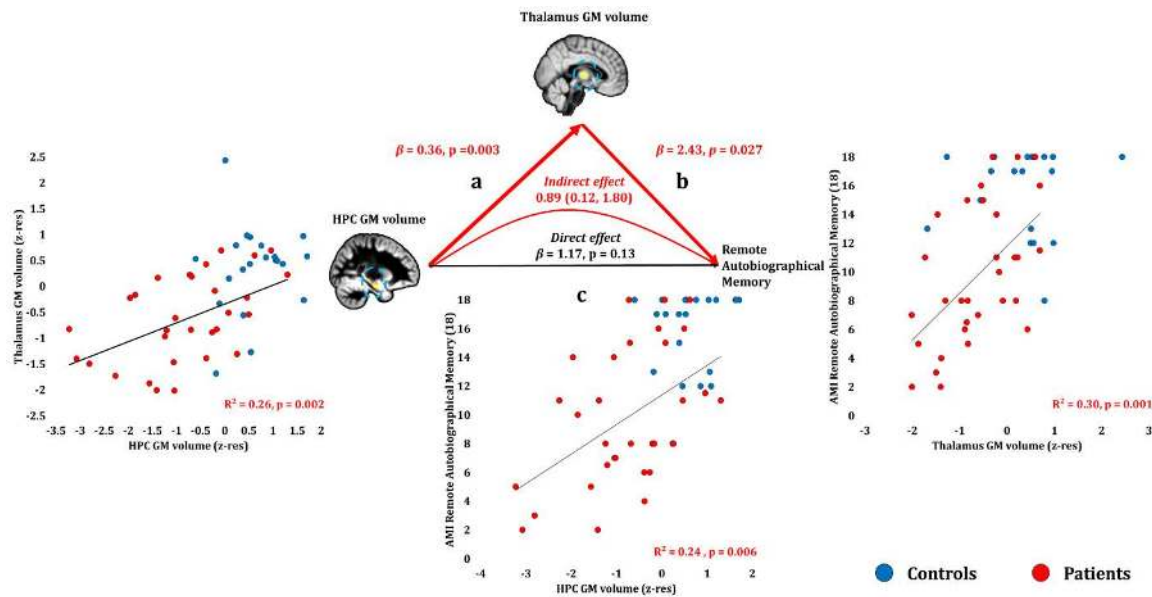 Thalamus GM volume
β = 0.36, p =0.003
β = 2.43, p = 0.027
a
b
Indirect effect
0.89 (0.12, 1.80)
HPC GM volume
Direct effect
β = 1.17, p = 0.13
Remote
Autobiographical
Memory
c
Thalamus GM volume (z-res)
2.5
2
1.5
1
0.5
0
-0.5
-1
-1.5
-2
-2.5
R² = 0.26, p = 0.002
-3.5 -3 -2.5 -2 -1.5 -1 -0.5 0 0.5 1 1.5 2
HPC GM volume (z-res)
AMI Remote Autobiographical Memory (18)
18
16
14
12
10
8
6
4
2
0
R² = 0.24 , p = 0.006
-4 -3 -2 -1 0 1 2
HPC GM volume (z-res)
AMI Remote Autobiographical Memory (18)
18
16
14
12
10
8
6
4
2
0
R² = 0.30, p = 0.001
-3 -2 -1 0 1 2 3
Thalamus GM volume (z-res)
Controls
Patients